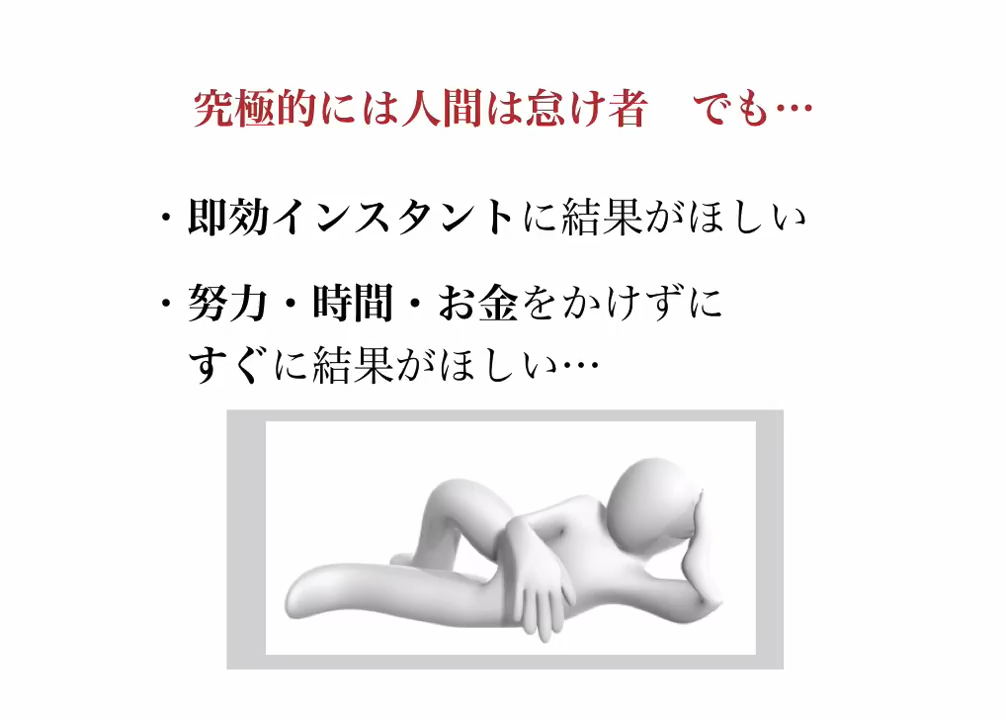 究極的には人間は怠け者　でも…
・即効インスタントに結果がほしい
・努力・時間・お金をかけずに
すぐに結果がほしい…